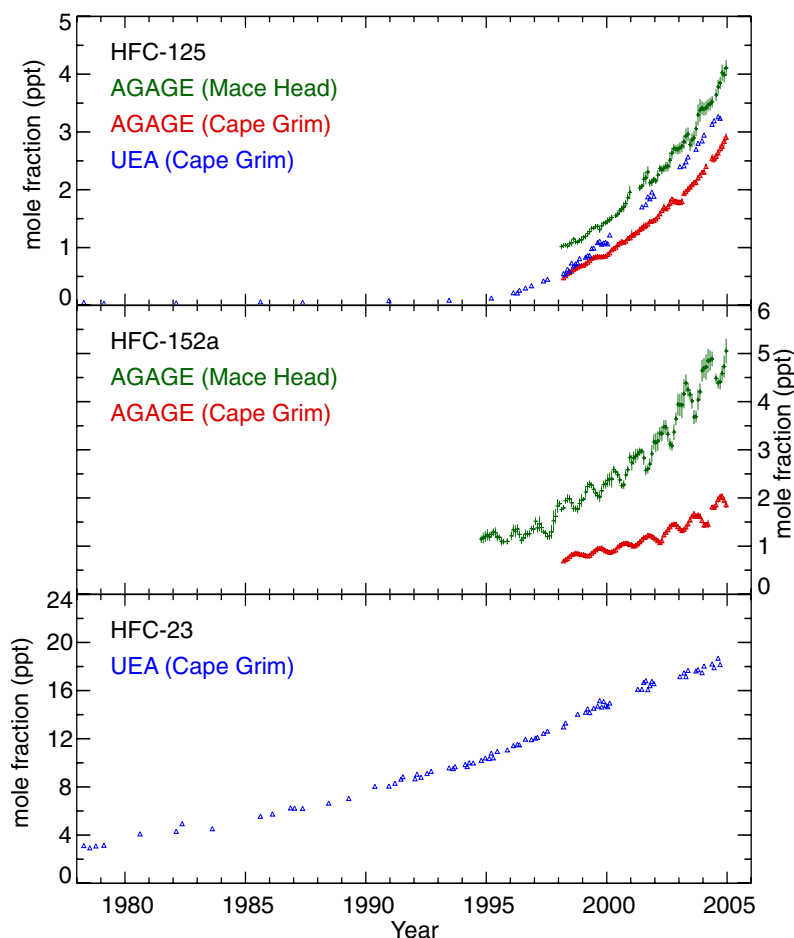 HFC-125
AGAGE (Mace Head)
AGAGE (Cape Grim)
UEA (Cape Grim)
mole fraction (ppt)
5
4
3
2
1
0
HFC-152a
AGAGE (Mace Head)
AGAGE (Cape Grim)
mole fraction (ppt)
6
5
4
3
2
1
0
HFC-23
UEA (Cape Grim)
mole fraction (ppt)
24
20
16
12
8
4
0
1980 1985 1990 1995 2000 2005
Year